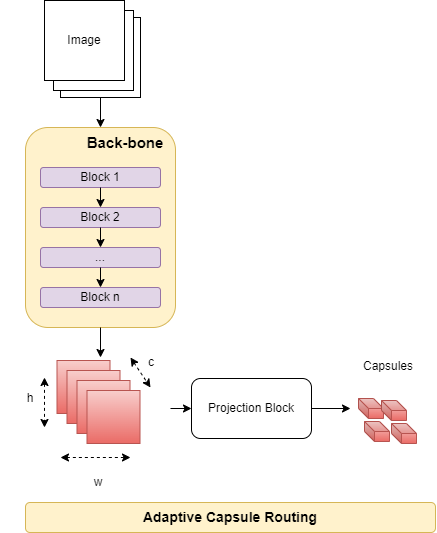 Image
Back-bone
Block 1
Block 2
...
Block n
c
h
w
Projection Block
Capsules
Adaptive Capsule Routing